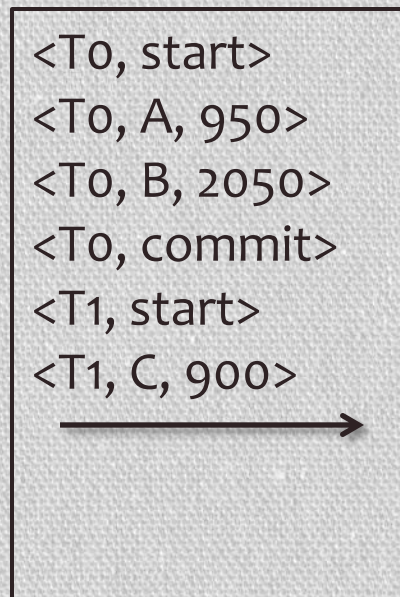 <T0, start>
<T0, A, 950>
<T0, B, 2050>
<T0, commit>
<T1, start>
<T1, C, 900>